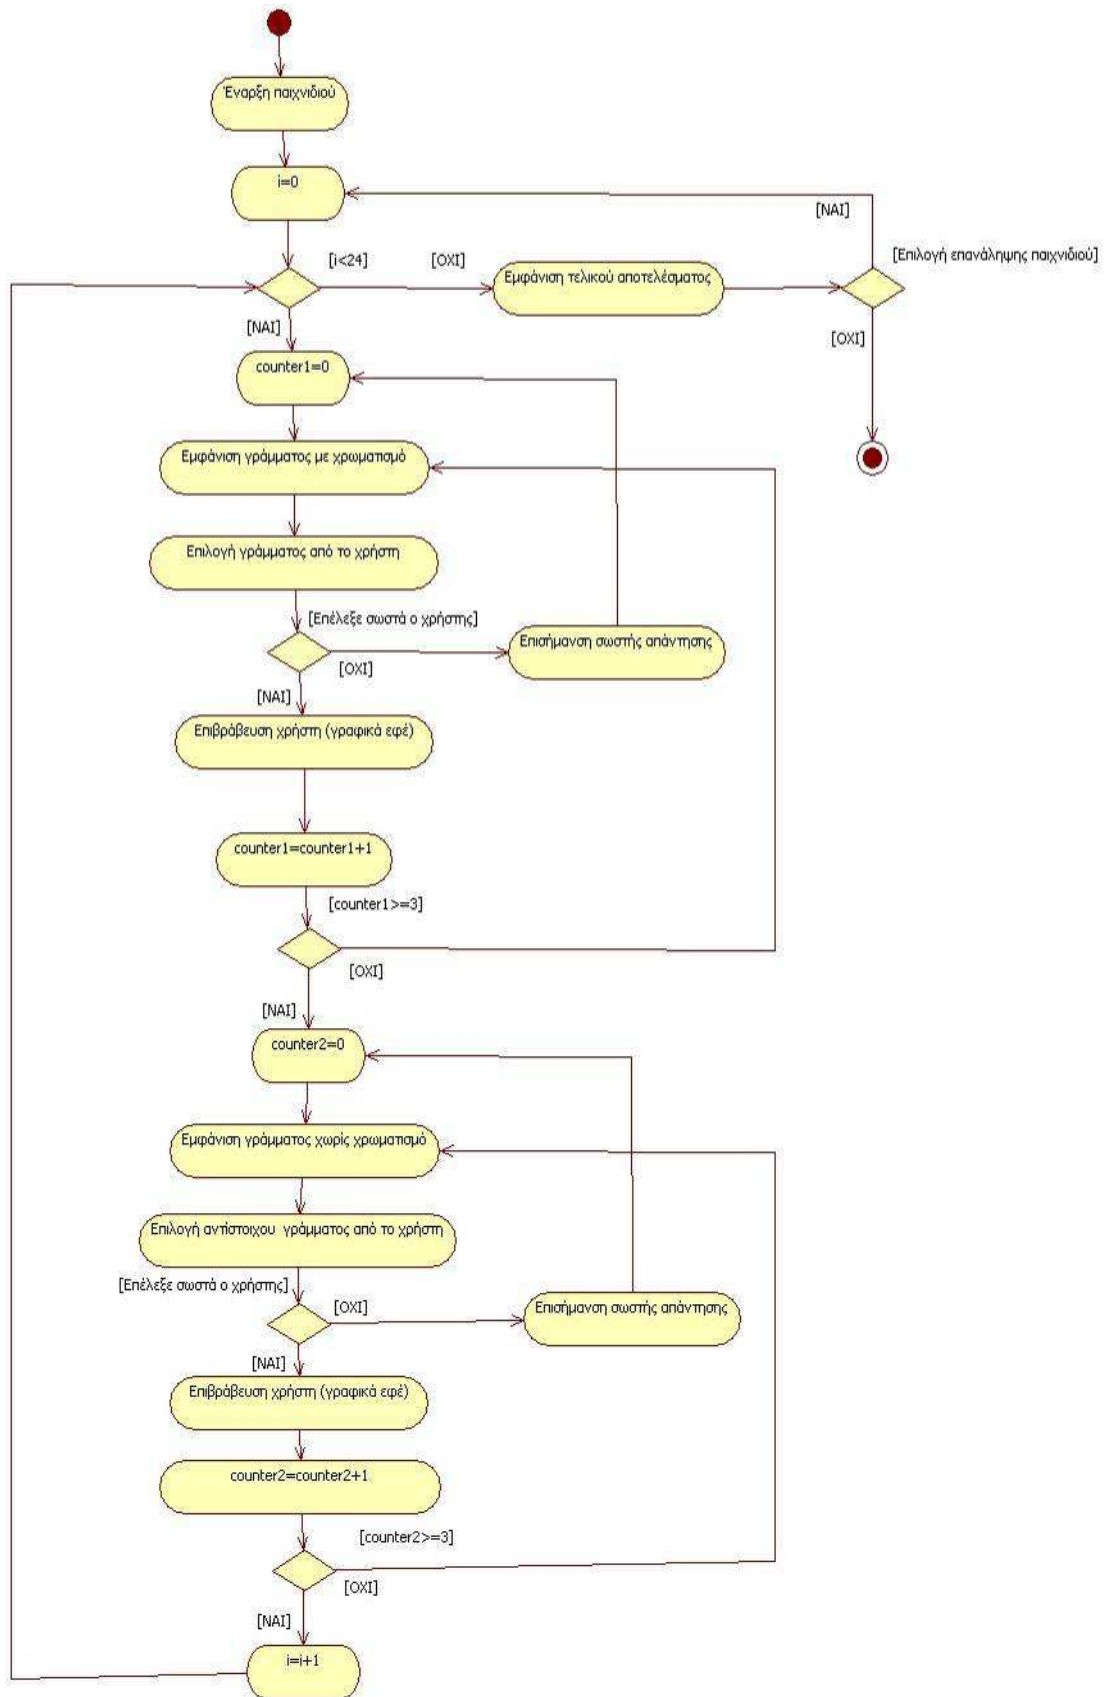 Έναρξη παιχνιδιού
i=0
[ΝΑΙ]
[i<24]
[ΟΧΙ]
[Επιλογή επανάληψης παιχνιδιού]
Εμφάνιση τελικού αποτελέσματος
[ΝΑΙ]
[ΟΧΙ]
counter1=0
Εμφάνιση γράμματος με χρωματισμό
Επιλογή γράμματος από το χρήστη
[Επέλεξε σωστά ο χρήστης]
Επισήμανση σωστής απάντησης
[ΟΧΙ]
[ΝΑΙ]
Επιβράβευση χρήστη (γραφικά εφέ)
counter1=counter1+1
[counter1>=3]
[ΟΧΙ]
[ΝΑΙ]
counter2=0
Εμφάνιση γράμματος χωρίς χρωματισμό
Επιλογή αντίστοιχου γράμματος από το χρήστη
[Επέλεξε σωστά ο χρήστης]
[ΟΧΙ]
Επισήμανση σωστής απάντησης
[ΝΑΙ]
Επιβράβευση χρήστη (γραφικά εφέ)
counter2=counter2+1
[counter2>=3]
[ΟΧΙ]
[ΝΑΙ]
i=i+1